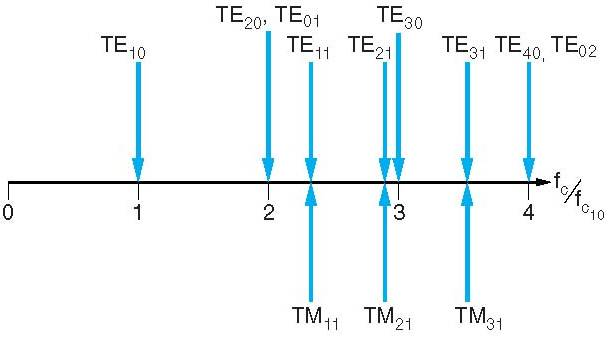 TE20, TE01
TE30
TE10
TE11
TE21
TE31
TE40, TE02
0
1
2
3
4
fc/fc10
TM11
TM21
TM31